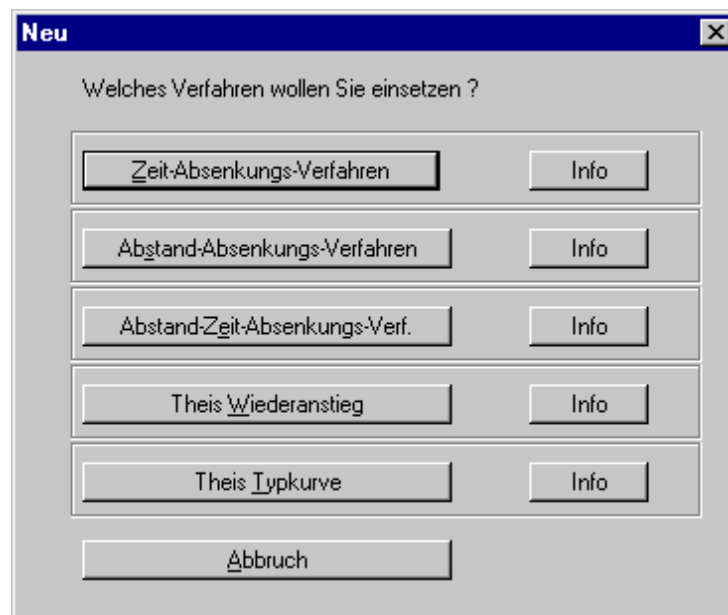 Neu
Welches Verfahren wollen Sie einsetzen ?
Zeit-Absenkungs-Verfahren Info
Abstand-Absenkungs-Verfahren Info
Abstand-Zeit-Absenkungs-Verf. Info
Theis Wiederanstieg Info
Theis Typkurve Info
Abbruch